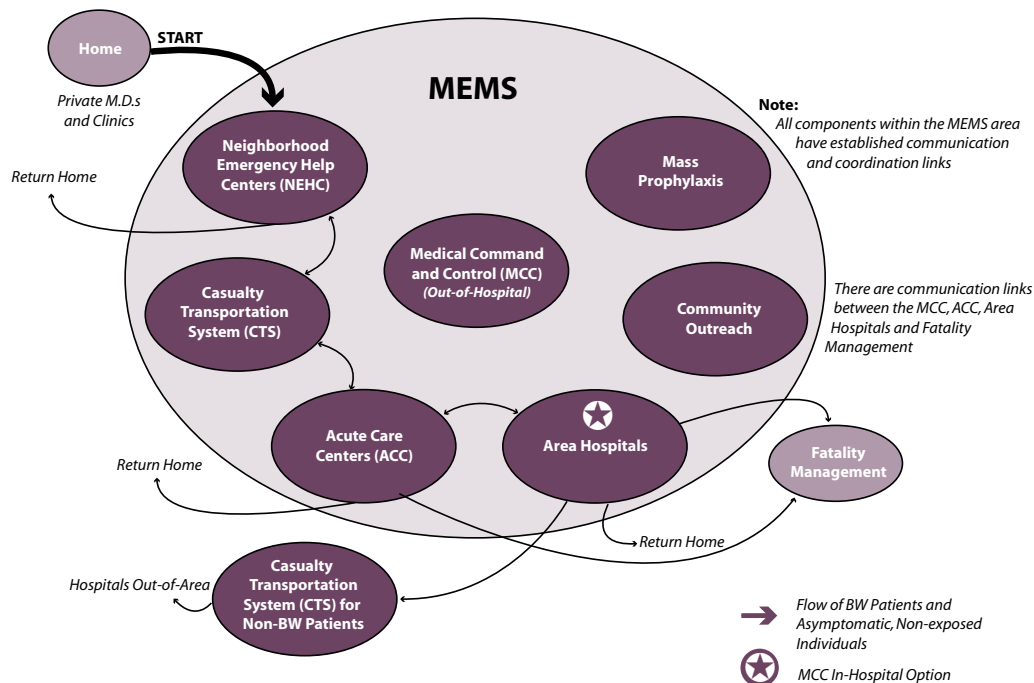 Home
START
Private M.D.s
and Clinics
MEMS
Note:
All components within the MEMS area
have established communication
and coordination links
Neighborhood
Emergency Help
Centers (NEHC)
Mass
Prophylaxis
Return Home
Medical Command
and Control (MCC)
(Out-of-Hospital)
Casualty
Transportation
System (CTS)
Community
Outreach
There are communication links
between the MCC, ACC, Area
Hospitals and Fatality
Management
Acute Care
Centers (ACC)
Area Hospitals
Fatality
Management
Return Home
Return Home
Casualty
Transportation
System (CTS) for
Non-BW Patients
Hospitals Out-of-Area
Flow of BW Patients and
Asymptomatic, Non-exposed
Individuals
MCC In-Hospital Option